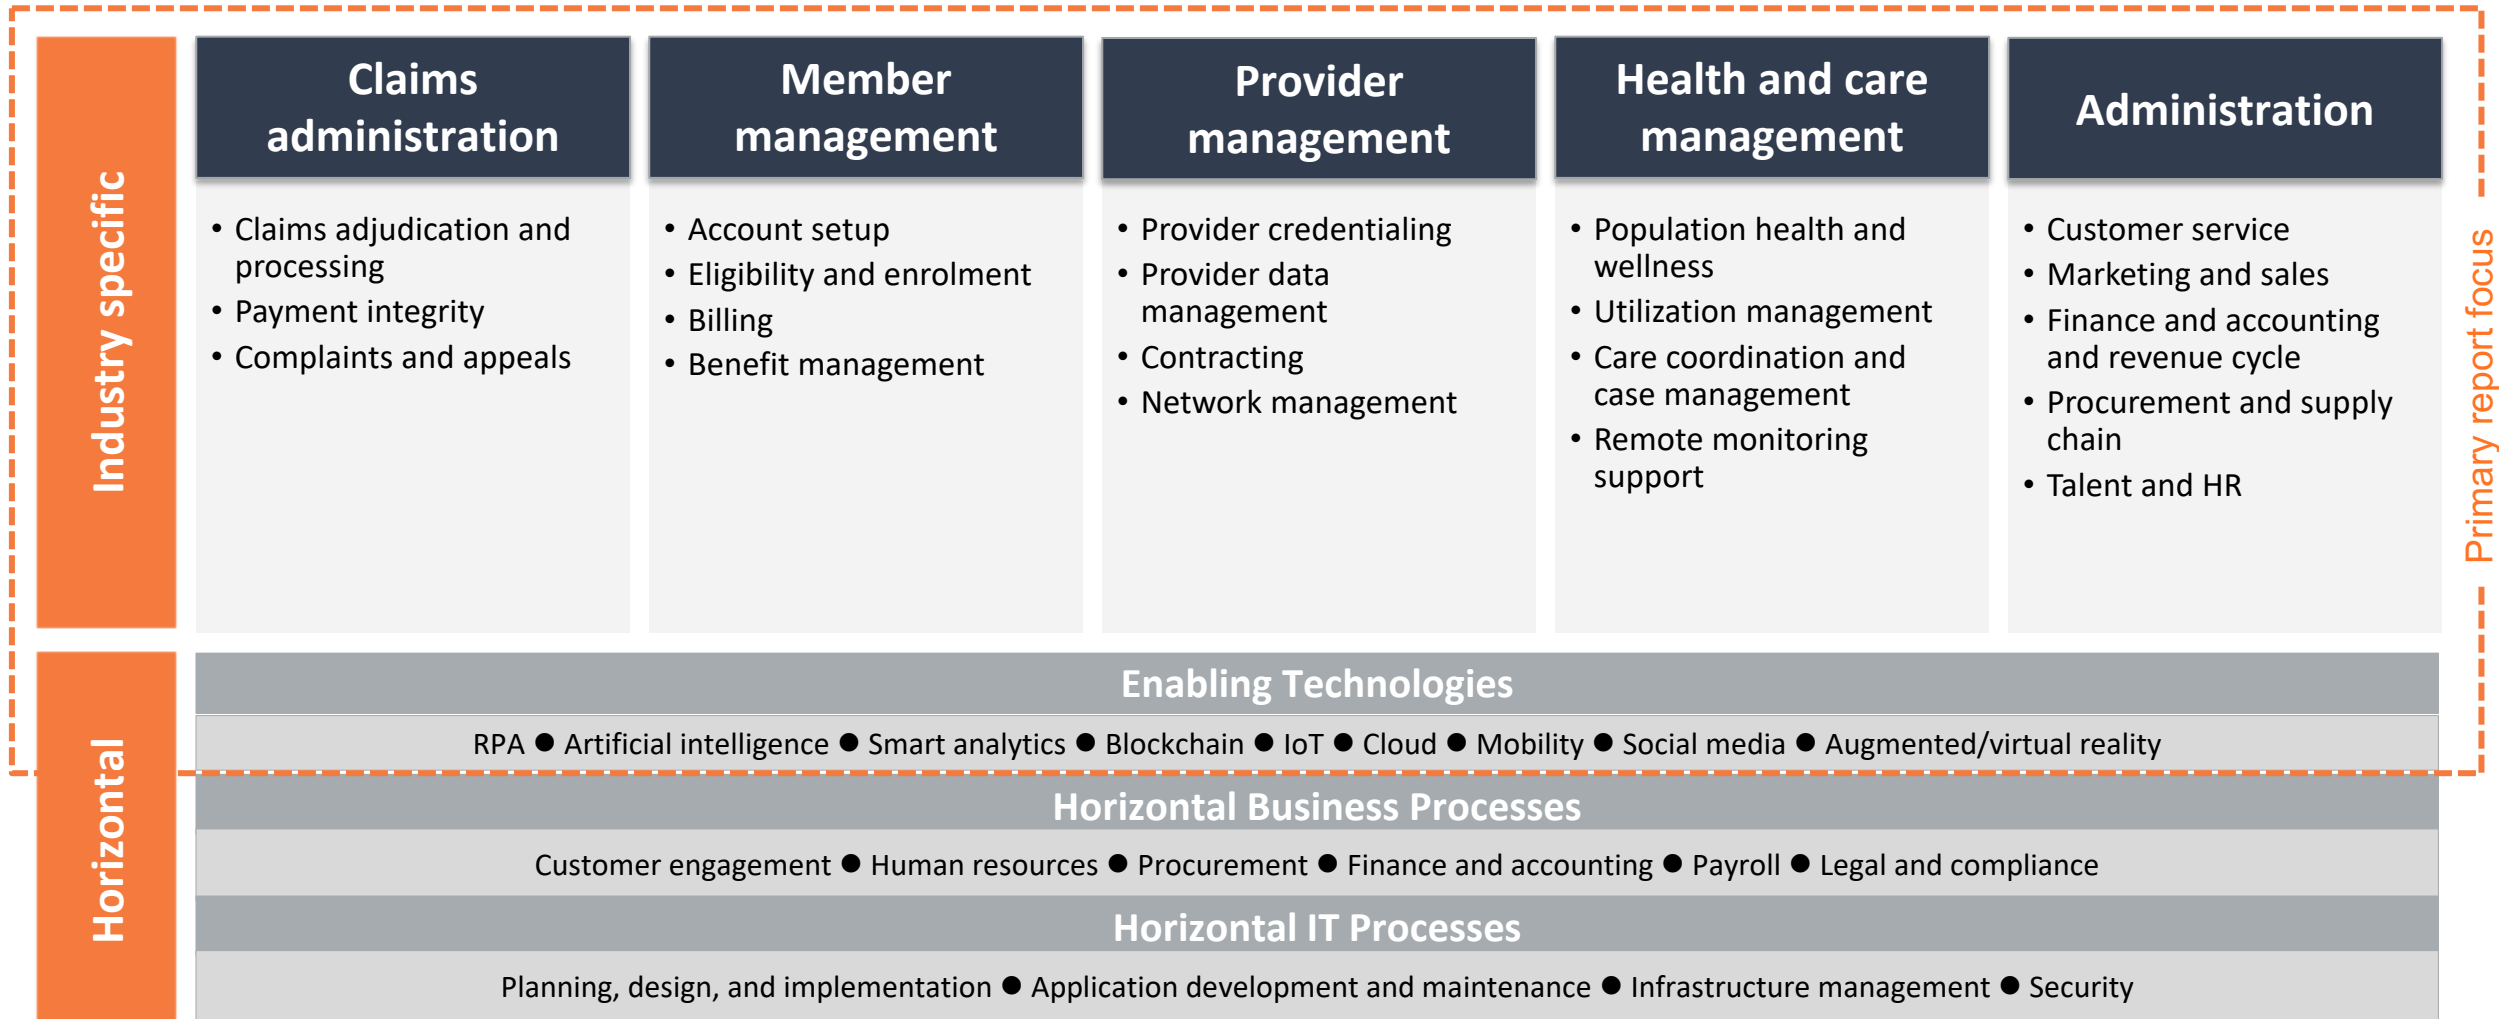 Industry specific
Claims
administration
• Claims adjudication and
processing
• Payment integrity
• Complaints and appeals
Member
management
• Account setup
• Eligibility and enrolment
• Billing
• Benefit management
Provider
management
• Provider credentialing
• Provider data
management
• Contracting
• Network management
Health and care
management
• Population health and
wellness
• Utilization management
• Care coordination and
case management
• Remote monitoring
support
Administration
• Customer service
• Marketing and sales
• Finance and accounting
and revenue cycle
• Procurement and supply
chain
• Talent and HR
Primary report focus
Horizontal
Enabling Technologies
RPA ● Artificial intelligence ● Smart analytics ● Blockchain ● IoT ● Cloud ● Mobility ● Social media ● Augmented/virtual reality
Horizontal Business Processes
Customer engagement ● Human resources ● Procurement ● Finance and accounting ● Payroll ● Legal and compliance
Horizontal IT Processes
Planning, design, and implementation ● Application development and maintenance ● Infrastructure management ● Security